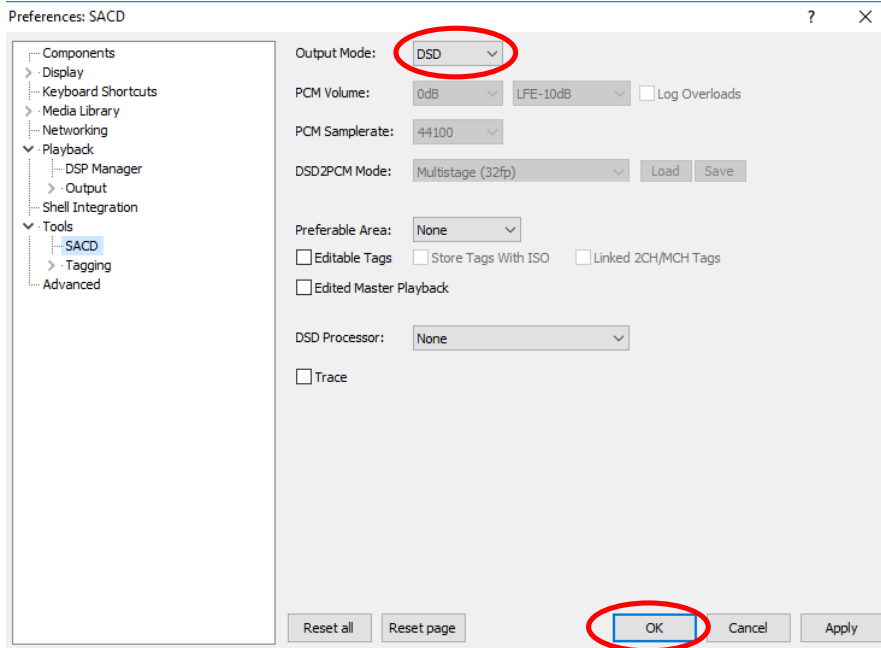 Preferences: SACD
?
Components
Display
Keyboard Shortcuts
Media Library
Networking
Playback
DSP Manager
Output
Shell Integration
Tools
SACD
Tagging
Advanced
Output Mode: DSD
PCM Volume: 0dB LFE-10dB Log Overloads
PCM Samplerate: 44100
DSD2PCM Mode: Multistage (32fp) Load Save
Preferable Area: None
Editable Tags Store Tags With ISO Linked 2CH/MCH Tags
Edited Master Playback
DSD Processor: None
Trace
Reset all Reset page OK Cancel Apply